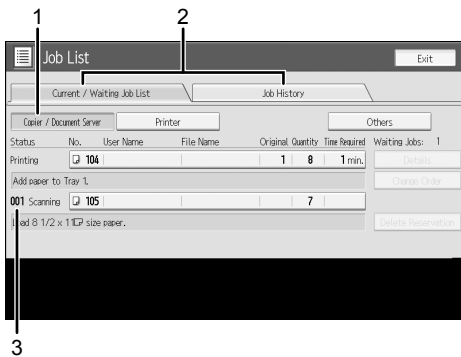 1
2
Job List
Exit
Current / Waiting Job List
Job History
Copier / Document Server
Printer
Others
Status No. User Name File Name Original Quantity Time Required Waiting Jobs: 1
Printing 104 1 8 1 min. Details
Add paper to Tray 1. Change Order
001 Scanning 105 7
8 1/2 x 11 size paper. Delete Reservation
3